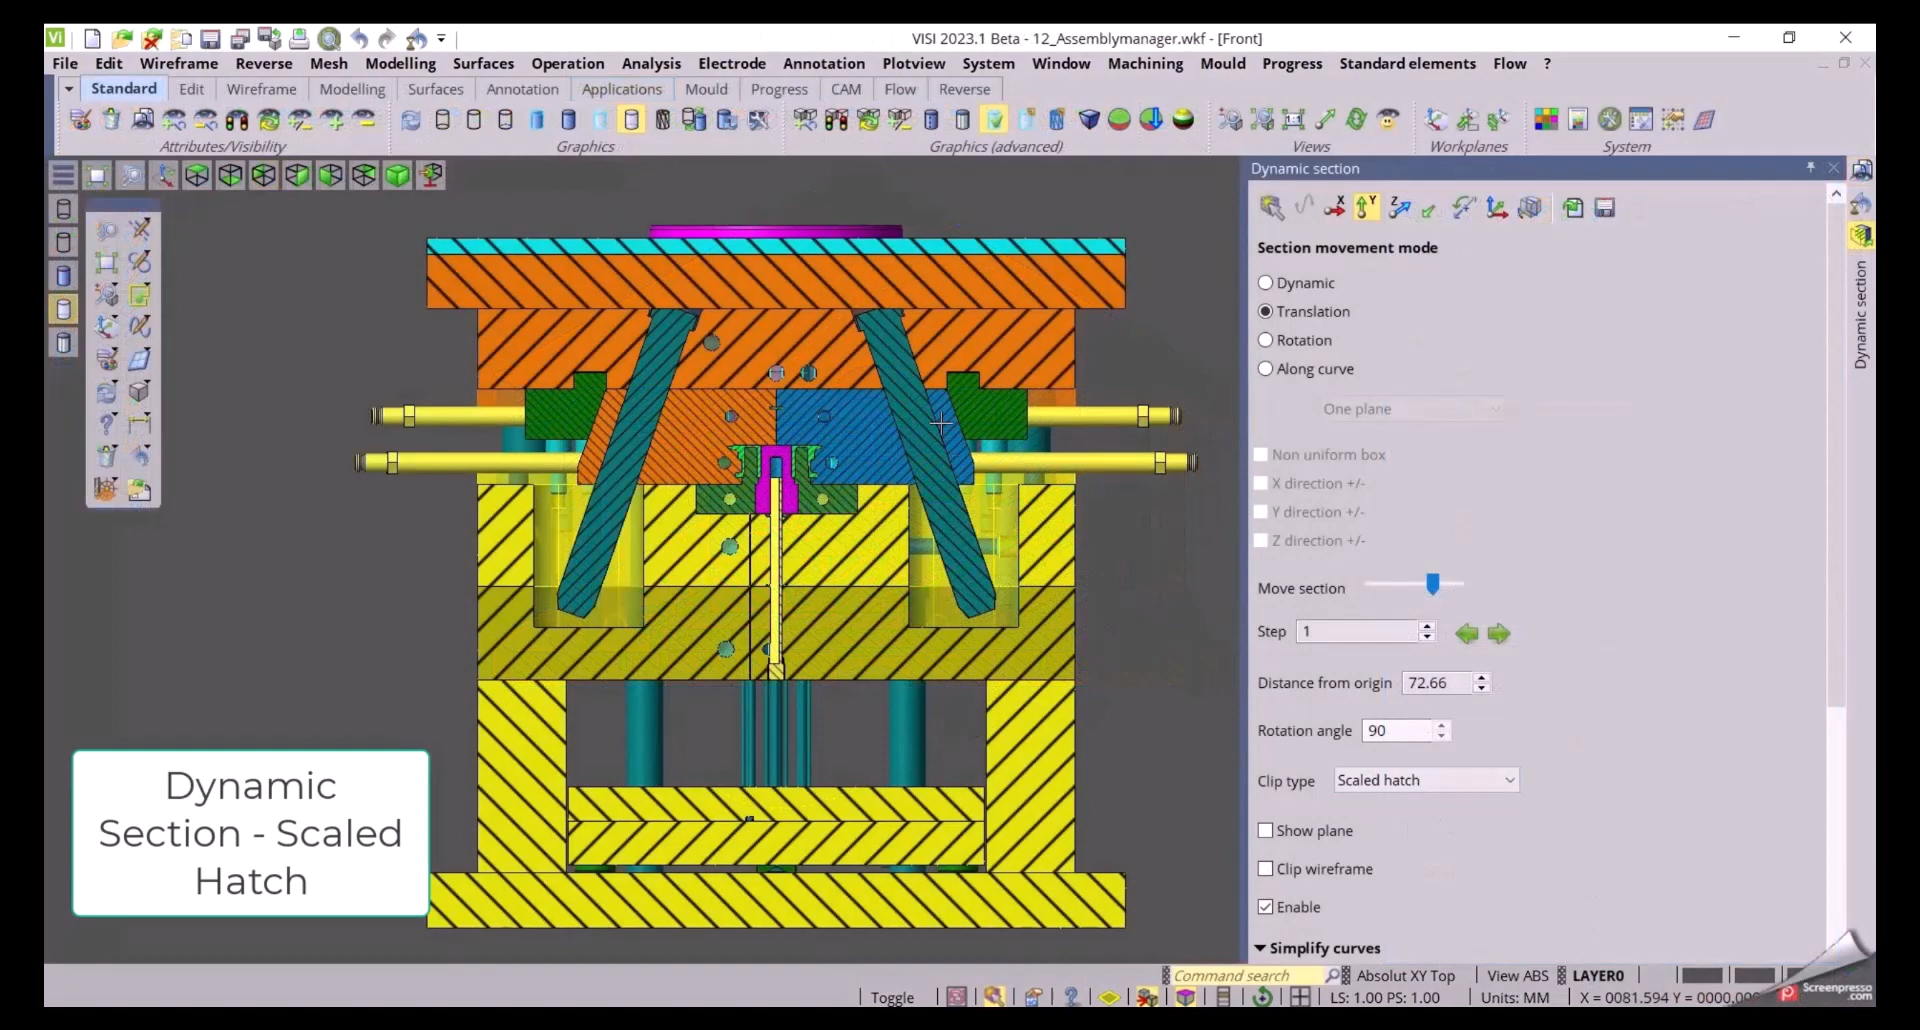 Vi
VISI 2023.1 Beta - 12_Assemblymanager.wkf - [Front]
File Edit Wireframe Reverse Mesh Modelling Surfaces Operation Analysis Electrode Annotation Plotview System Window Machining Mould Progress Standard elements Flow ?
Standard Edit Wireframe Modelling Surfaces Annotation Applications Mould Progress CAM Flow Reverse
Attributes/Visibility Graphics Graphics (advanced) Views Workplanes System
Dynamic section
X Y Z
Section movement mode
Dynamic
Translation
Rotation
Along curve
One plane
Non uniform box
X direction +/-
Y direction +/-
Z direction +/-
Move section
Step 1
Distance from origin 72.66
Rotation angle 90
Clip type Scaled hatch
Show plane
Clip wireframe
Enable
Simplify curves
Dynamic section
Dynamic
Section - Scaled
Hatch
Command search Absolut XY Top View ABS LAYER0
Toggle LS: 1.00 PS: 1.00 Units: MM X = 0081.594 Y = 0000.00
Screenpresso
.com